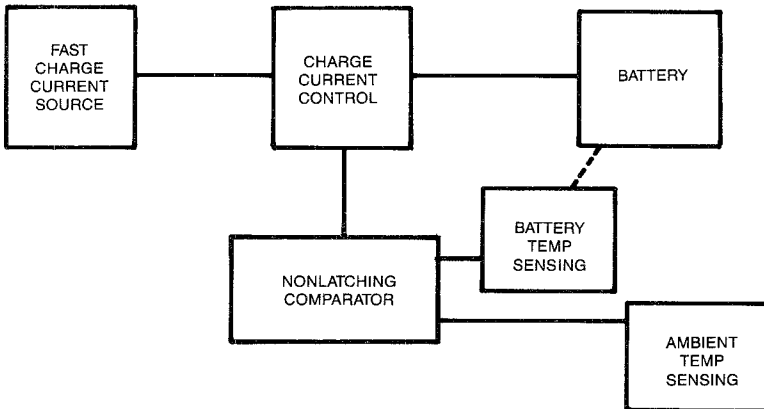 FAST
CHARGE
CURRENT
SOURCE
CHARGE
CURRENT
CONTROL
BATTERY
BATTERY
TEMP
SENSING
NONLATCHING
COMPARATOR
AMBIENT
TEMP
SENSING